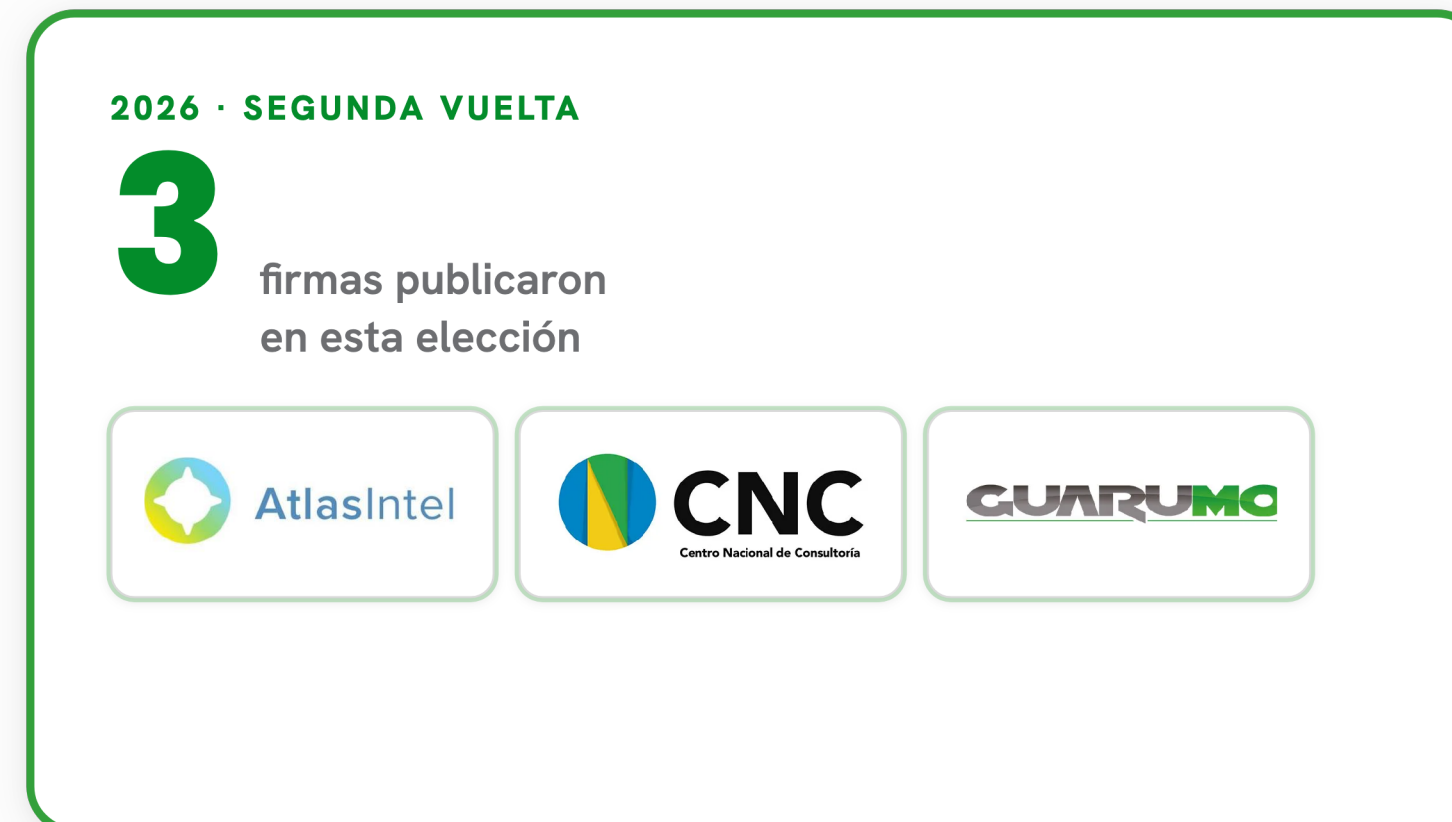 2026 · SEGUNDA VUELTA
3
firmas publicaron
en esta elección
AtlasIntel
CNC
Centro Nacional de Consultoría
GUARUMO